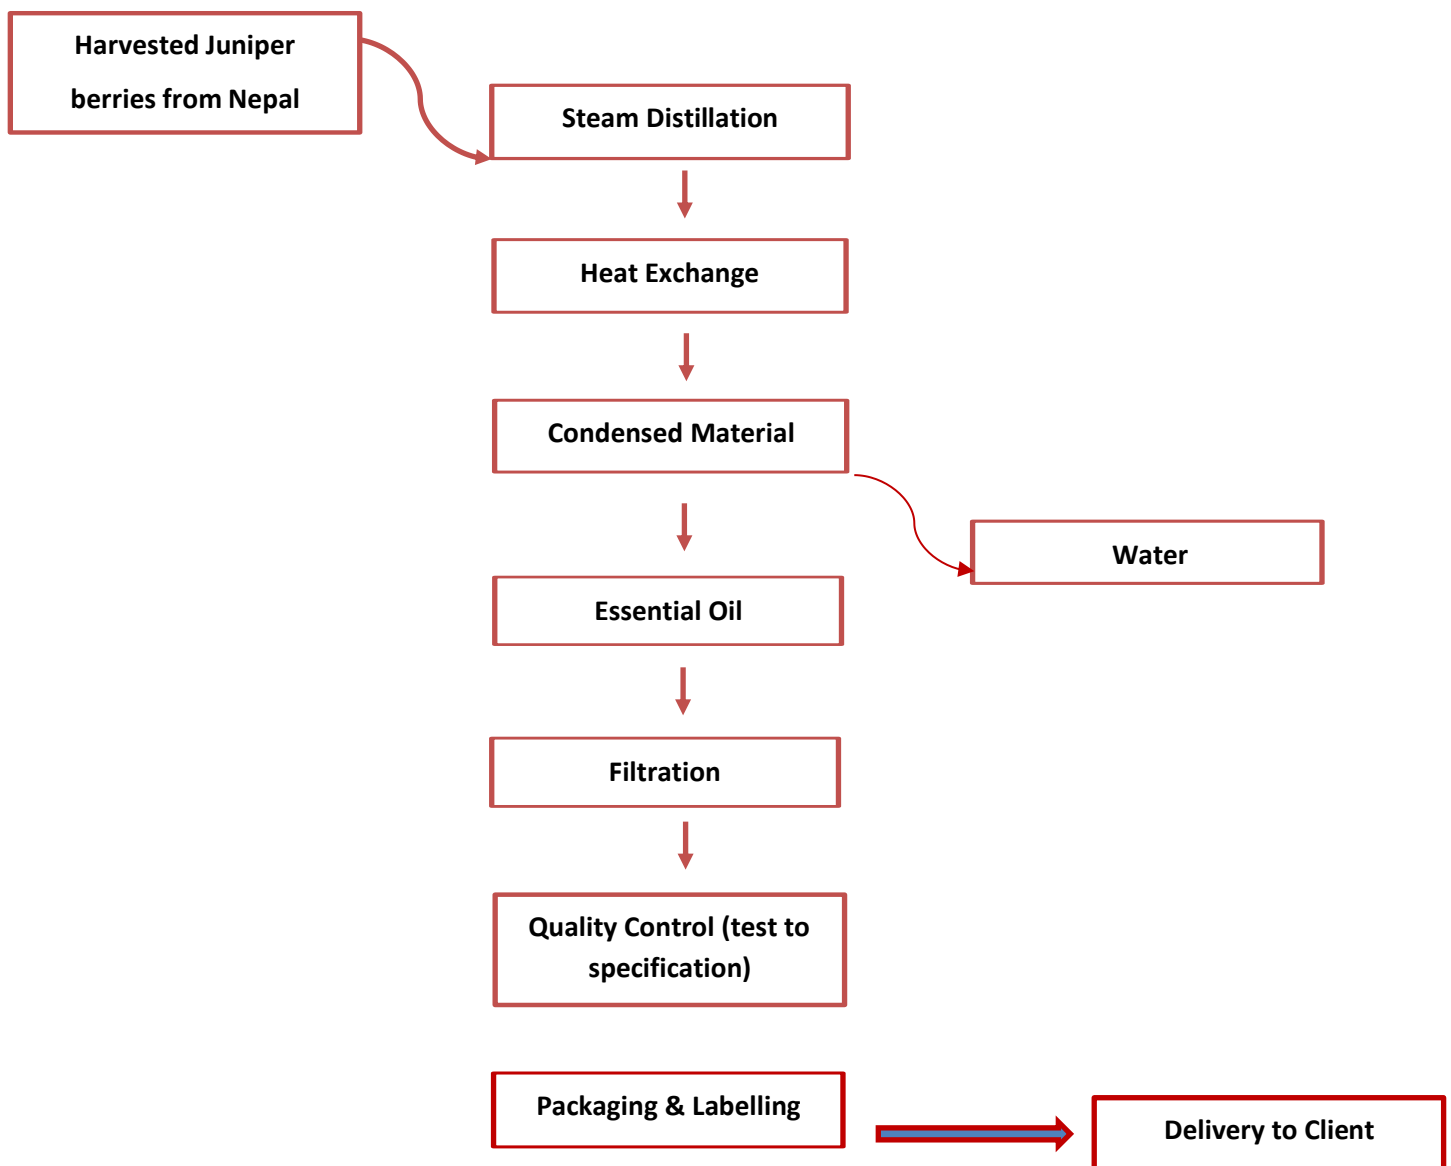 Harvested Juniper
berries from Nepal
Steam Distillation
Heat Exchange
Condensed Material
Water
Essential Oil
Filtration
Quality Control (test to
specification)
Packaging & Labelling
Delivery to Client